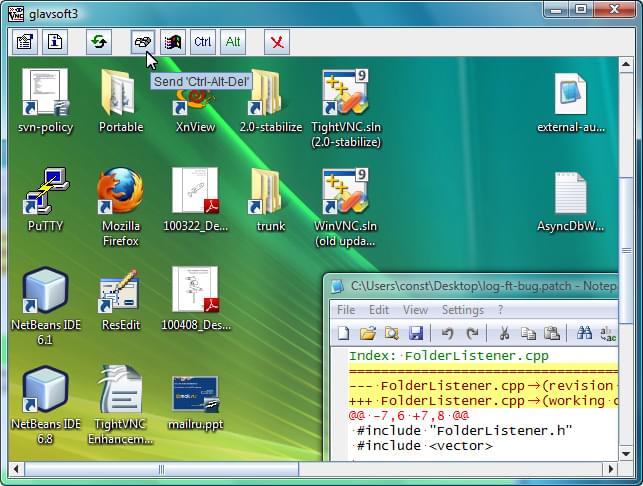 glavsoft3
Ctrl Alt
Send 'Ctrl-Alt-Del'
9 9
svn-policy Portable XnView 2.0-stabilize TightVNC.sln external-au...
(2.0-stabilize)
9
PuTTY Mozilla 100322_De... trunk WinVNC.sln AsyncDbW...
Firefox (old upda...
C:\Users\const\Desktop\log-ft-bug.patch - Notep
File Edit View Settings ?
NetBeans IDE ResEdit 100408_Des...
6.1
Index: FolderListener.cpp
--- FolderListener.cpp→(revision
+++ FolderListener.cpp→(working c
@@ -7,6 +7,8 @@
#include "FolderListener.h"
#include <vector>
NetBeans IDE TightVNC mailru.ppt
6.8 Enhancem...